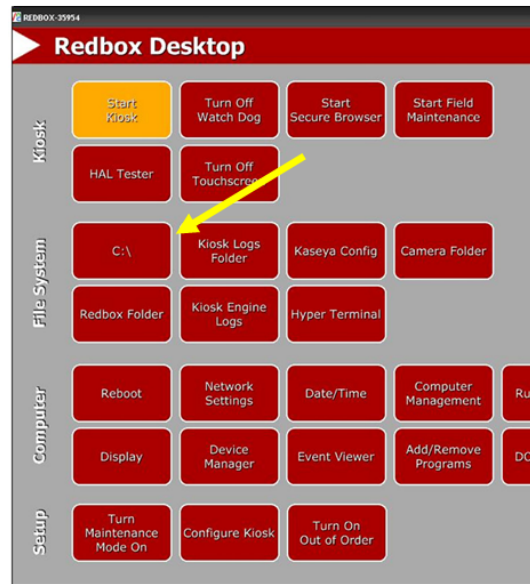 REDBOX-35954
Redbox Desktop
Kiosk
Start
Kiosk
Turn Off
Watch Dog
Start
Secure Browser
Start Field
Maintenance
HAL Tester
Turn Off
File System
C:\
Kiosk Logs
Folder
Kaseya Config
Camera Folder
Redbox Folder
Kiosk Engine
Logs
Hyper Terminal
Computer
Reboot
Network
Settings
Date/Time
Computer
Management
Display
Device
Manager
Event Viewer
Add/Remove
Programs
Setup
Turn
Maintenance
Mode On
Configure Kiosk
Turn On
Out of Order